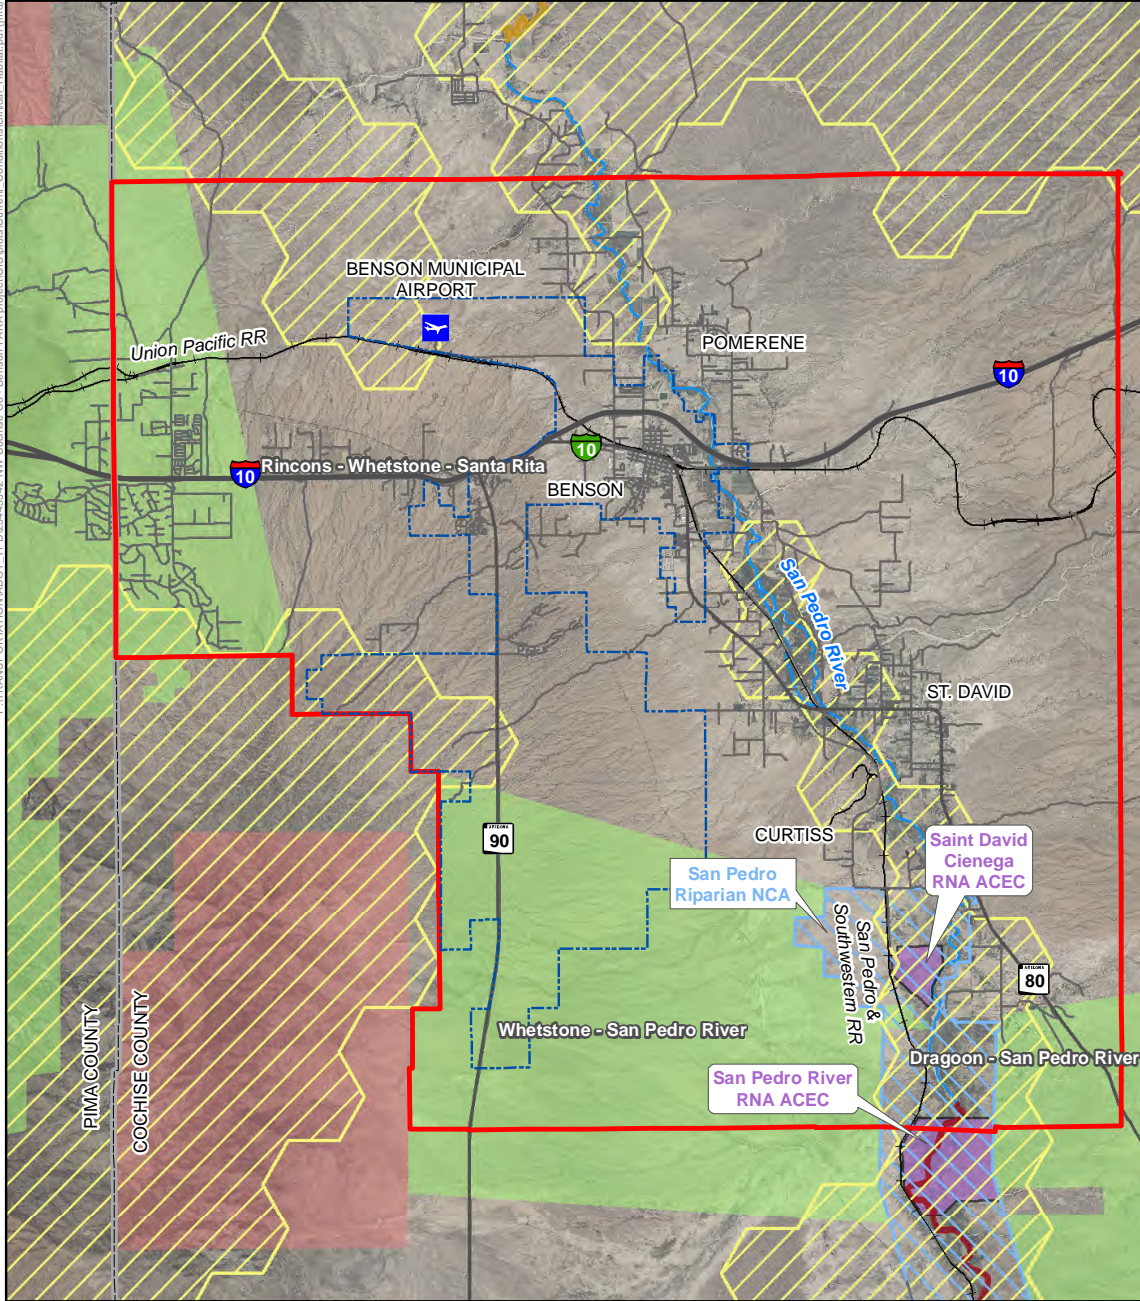 BENSON MUNICIPAL
AIRPORT
Union Pacific RR
POMERENE
10
10
10
Rincons - Whetstone - Santa Rita
BENSON
San Pedro River
ST. DAVID
ARIZONA
90
CURTISS
Saint David
Cienega
RNA ACEC
San Pedro
Riparian NCA
San Pedro &
Southwestern RR
ARIZONA
80
PIMA COUNTY
COCHISE COUNTY
Whetstone - San Pedro River
Dragoon - San Pedro River
San Pedro River
RNA ACEC